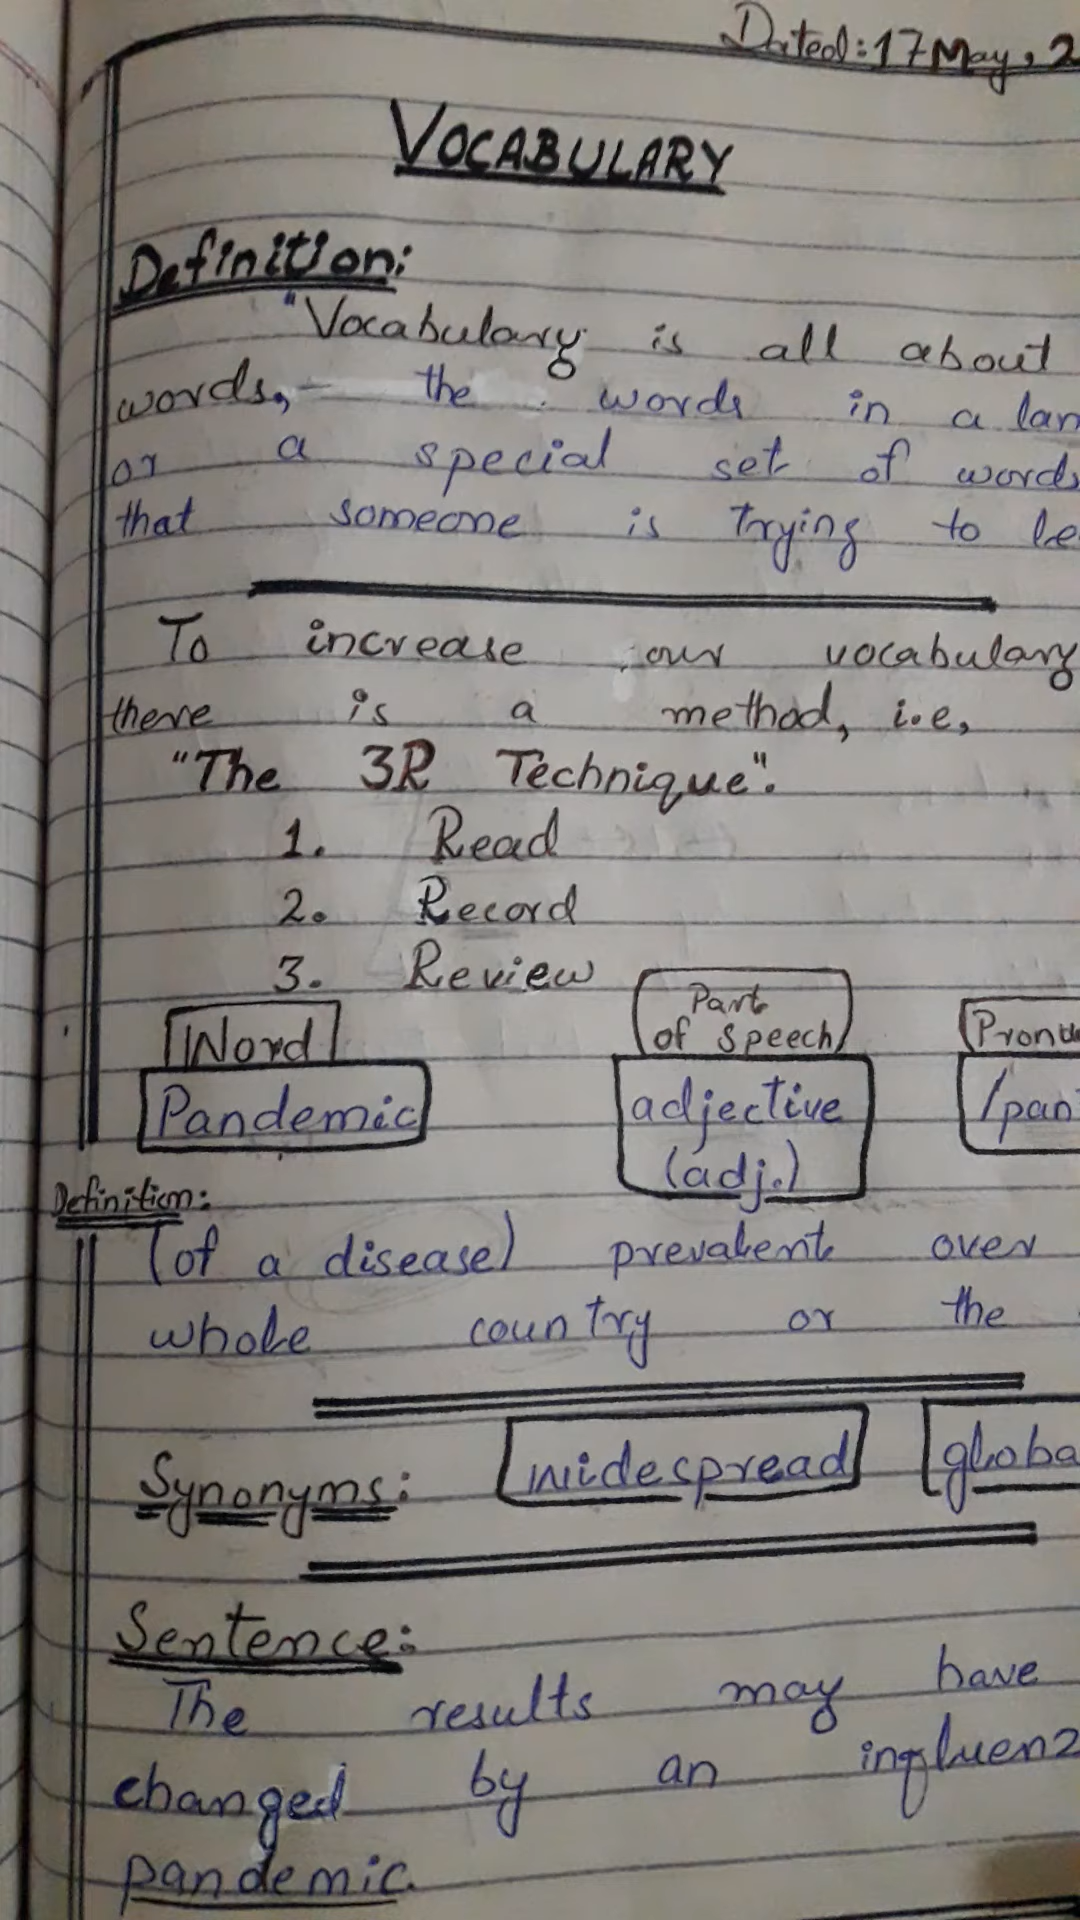 Dated: 17 May, 2
VOCABULARY
Definition:
"Vocabulary is all about
words, the words in a lan
or a special set of words
that someone is trying to le
To increase our vocabulary
there is a method, i.e,
"The 3R Technique".
1. Read
2. Record
3. Review
Word Part of speech Pronu
Pandemic adjective (adj.) /pan
Definition:
(of a disease) prevalent over
whole country or the
Synonyms: widespread globa
Sentence:
The results may have
changed by an influenz
pandemic.